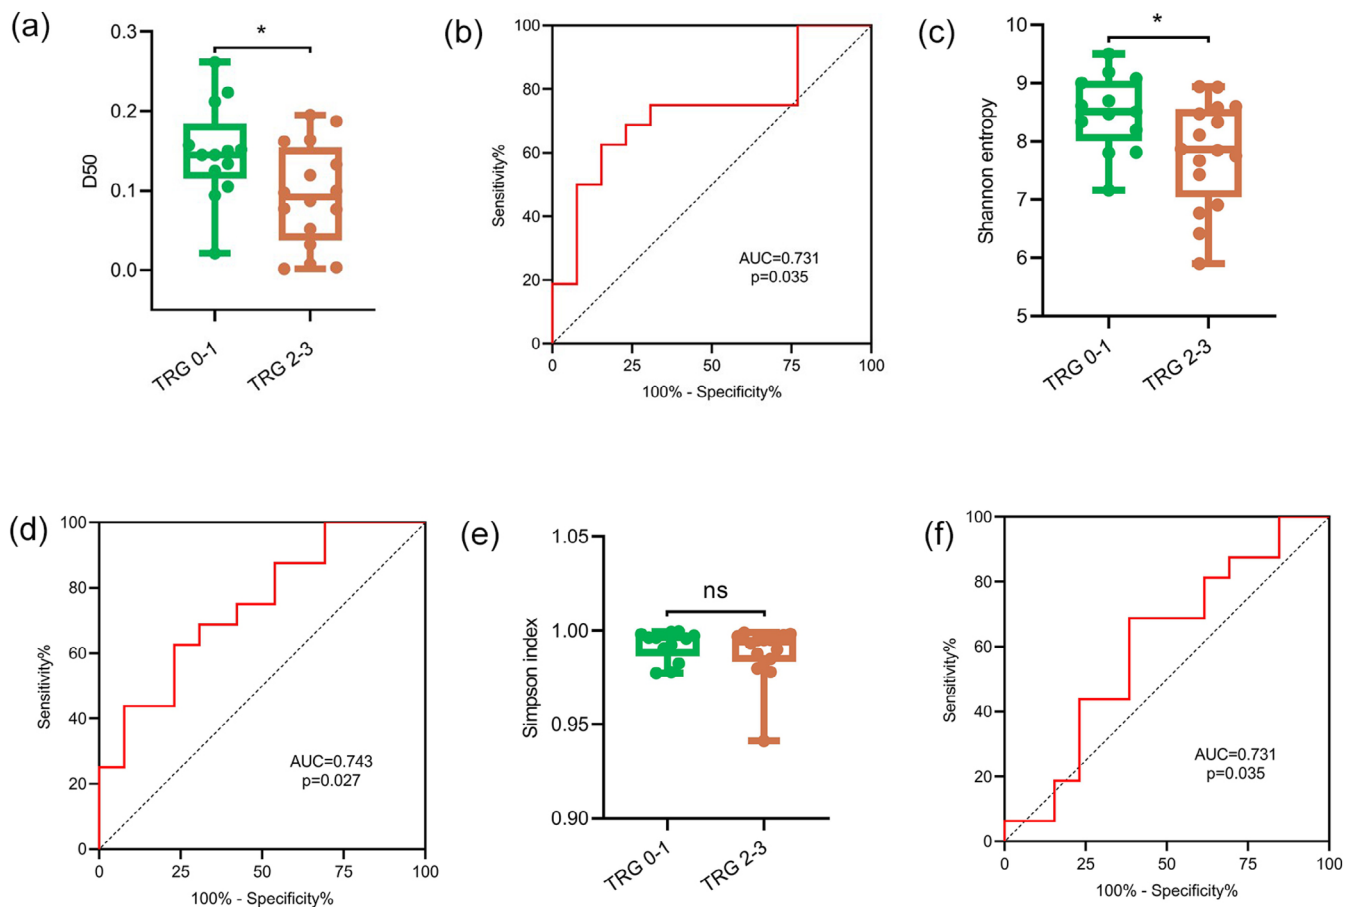 (a)
0.3
0.2
0.1
0.0
D50
*
TRG 0-1
TRG 2-3
(b)
100
80
60
40
20
0
Sensitivity%
AUC=0.731
p=0.035
0
25
50
75
100
100% - Specificity%
(c)
10
9
8
7
6
5
Shannon entropy
*
TRG 0-1
TRG 2-3
(d)
100
80
60
40
20
0
Sensitivity%
AUC=0.743
p=0.027
0
25
50
75
100
100% - Specificity%
(e)
1.05
1.00
0.95
0.90
Simpson index
ns
TRG 0-1
TRG 2-3
(f)
100
80
60
40
20
0
Sensitivity%
AUC=0.731
p=0.035
0
25
50
75
100
100% - Specificity%